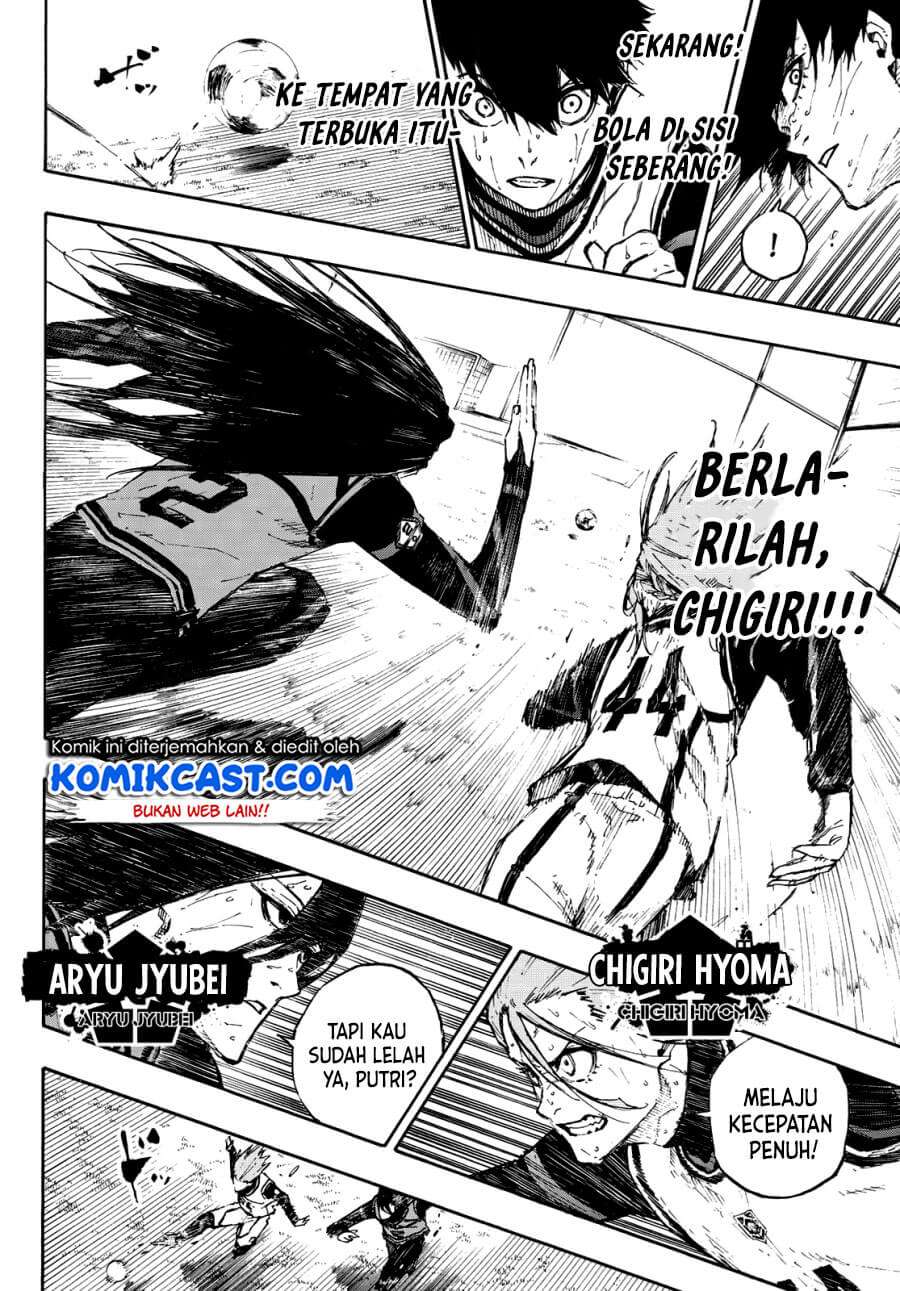 SEKARANG!
BOLA DI SISI
SEBERANG!
KE TEMPAT YANG
TERBUKA ITU-
!
BERLA-
RILAH,
CHIGIRI!!!
2
44
Komik ini diterjemahkan & diedit oleh
KOMIKCAST.COM
BUKAN WEB LAIN!!
CHIGIRI HYOMA
CHIGIRI HYOMA
MELAJU
KECEPATAN
PENUH!
ARYU JYUBEI
ARYU JYUBEI
TAPI KAU
SUDAH LELAH
YA, PUTRI?